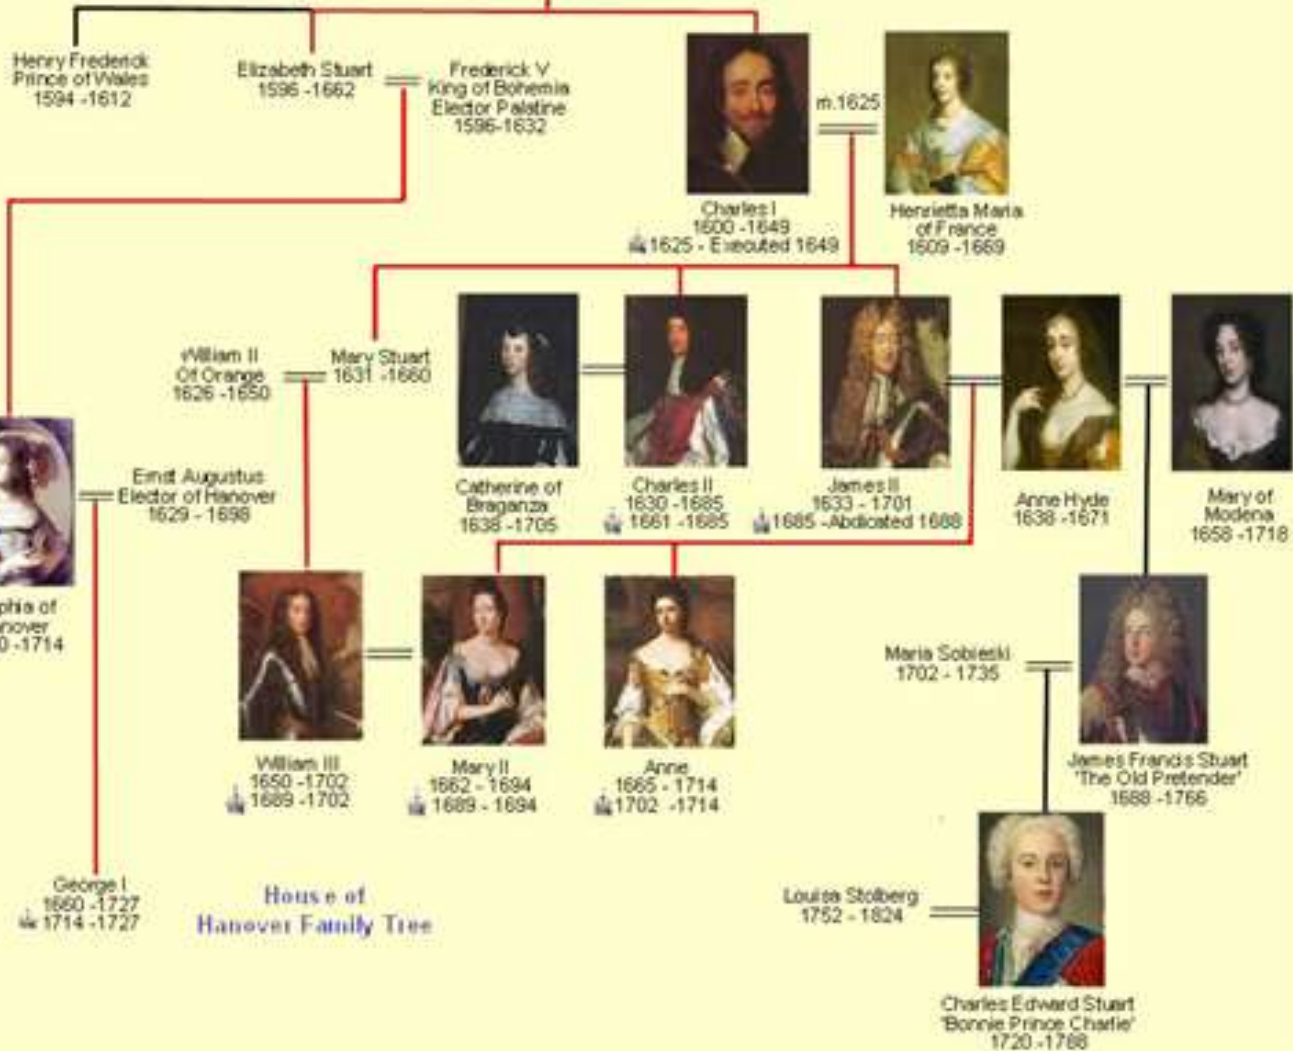 Henry Frederick
Prince of Wales
1594 -1612
Elizabeth Stuart
1596 -1662
Frederick V
King of Bohemia
Elector Palatine
1596-1632
m.1625
Charles I
1600 -1649
1625 - Executed 1649
Henrietta Maria
of France
1609 -1669
William II
Of Orange
1626 -1650
Mary Stuart
1631 -1660
Catherine of
Braganza
1638 -1705
Charles II
1630 -1685
1661 -1685
James II
1633 - 1701
1685 -Abdicated 1688
Anne Hyde
1638 -1671
Mary of
Modena
1658 -1718
Ernst Augustus
Elector of Hanover
1629 - 1698
phia of
nover
0 -1714
William III
1650 -1702
1689 -1702
Mary II
1662 - 1694
1689 - 1694
Anne
1665 - 1714
1702 -1714
Maria Sobieski
1702 - 1735
James Francis Stuart
'The Old Pretender'
1688 -1766
George I
1660 -1727
1714 -1727
House of
Hanover Family Tree
Louisa Stolberg
1752 - 1824
Charles Edward Stuart
'Bonnie Prince Charlie'
1720 -1788